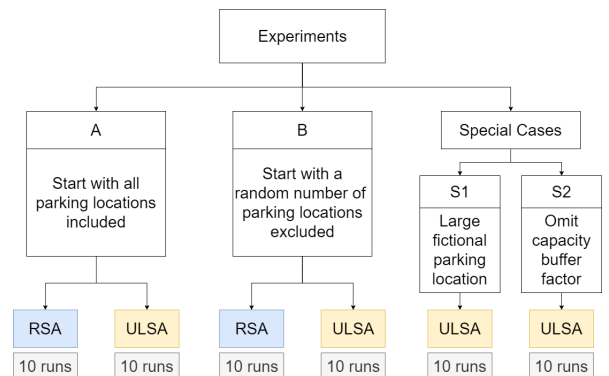 Experiments
A
Start with all
parking locations
included
B
Start with a
random number of
parking locations
excluded
Special Cases
S1
Large
fictional
parking
location
S2
Omit
capacity
buffer
factor
RSA
ULSA
RSA
ULSA
ULSA
ULSA
10 runs
10 runs
10 runs
10 runs
10 runs
10 runs